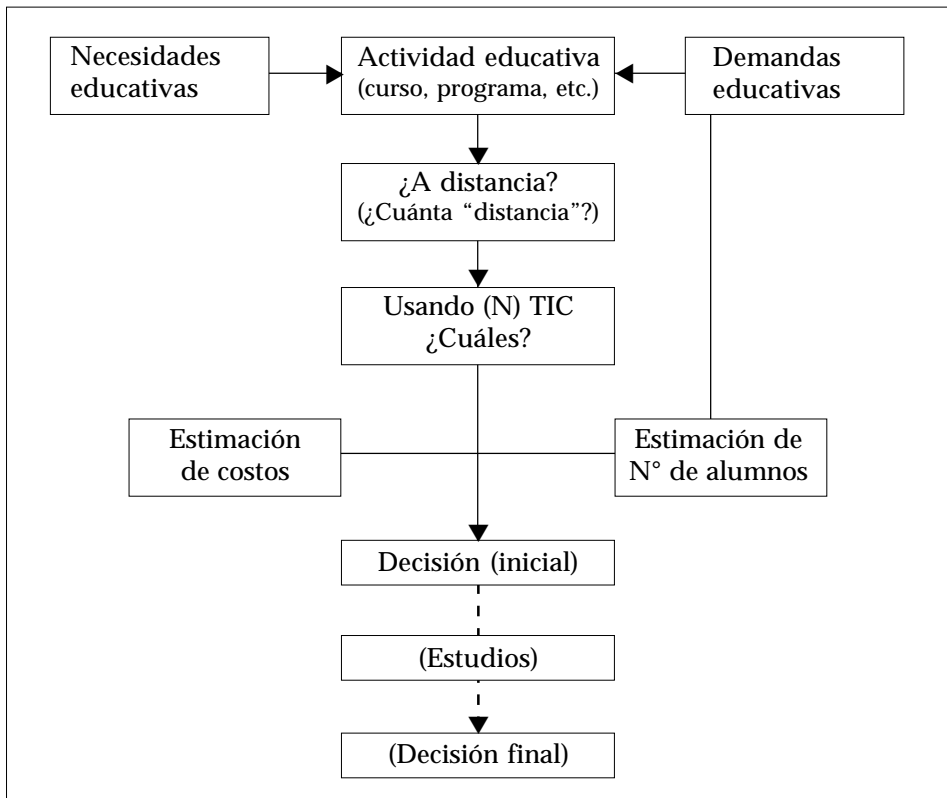 Necesidades
educativas
Actividad educativa
(curso, programa, etc.)
Demandas
educativas
¿A distancia?
(¿Cuánta “distancia”?)
Usando (N) TIC
¿Cuáles?
Estimación
de costos
Estimación de
N° de alumnos
Decisión (inicial)
(Estudios)
(Decisión final)